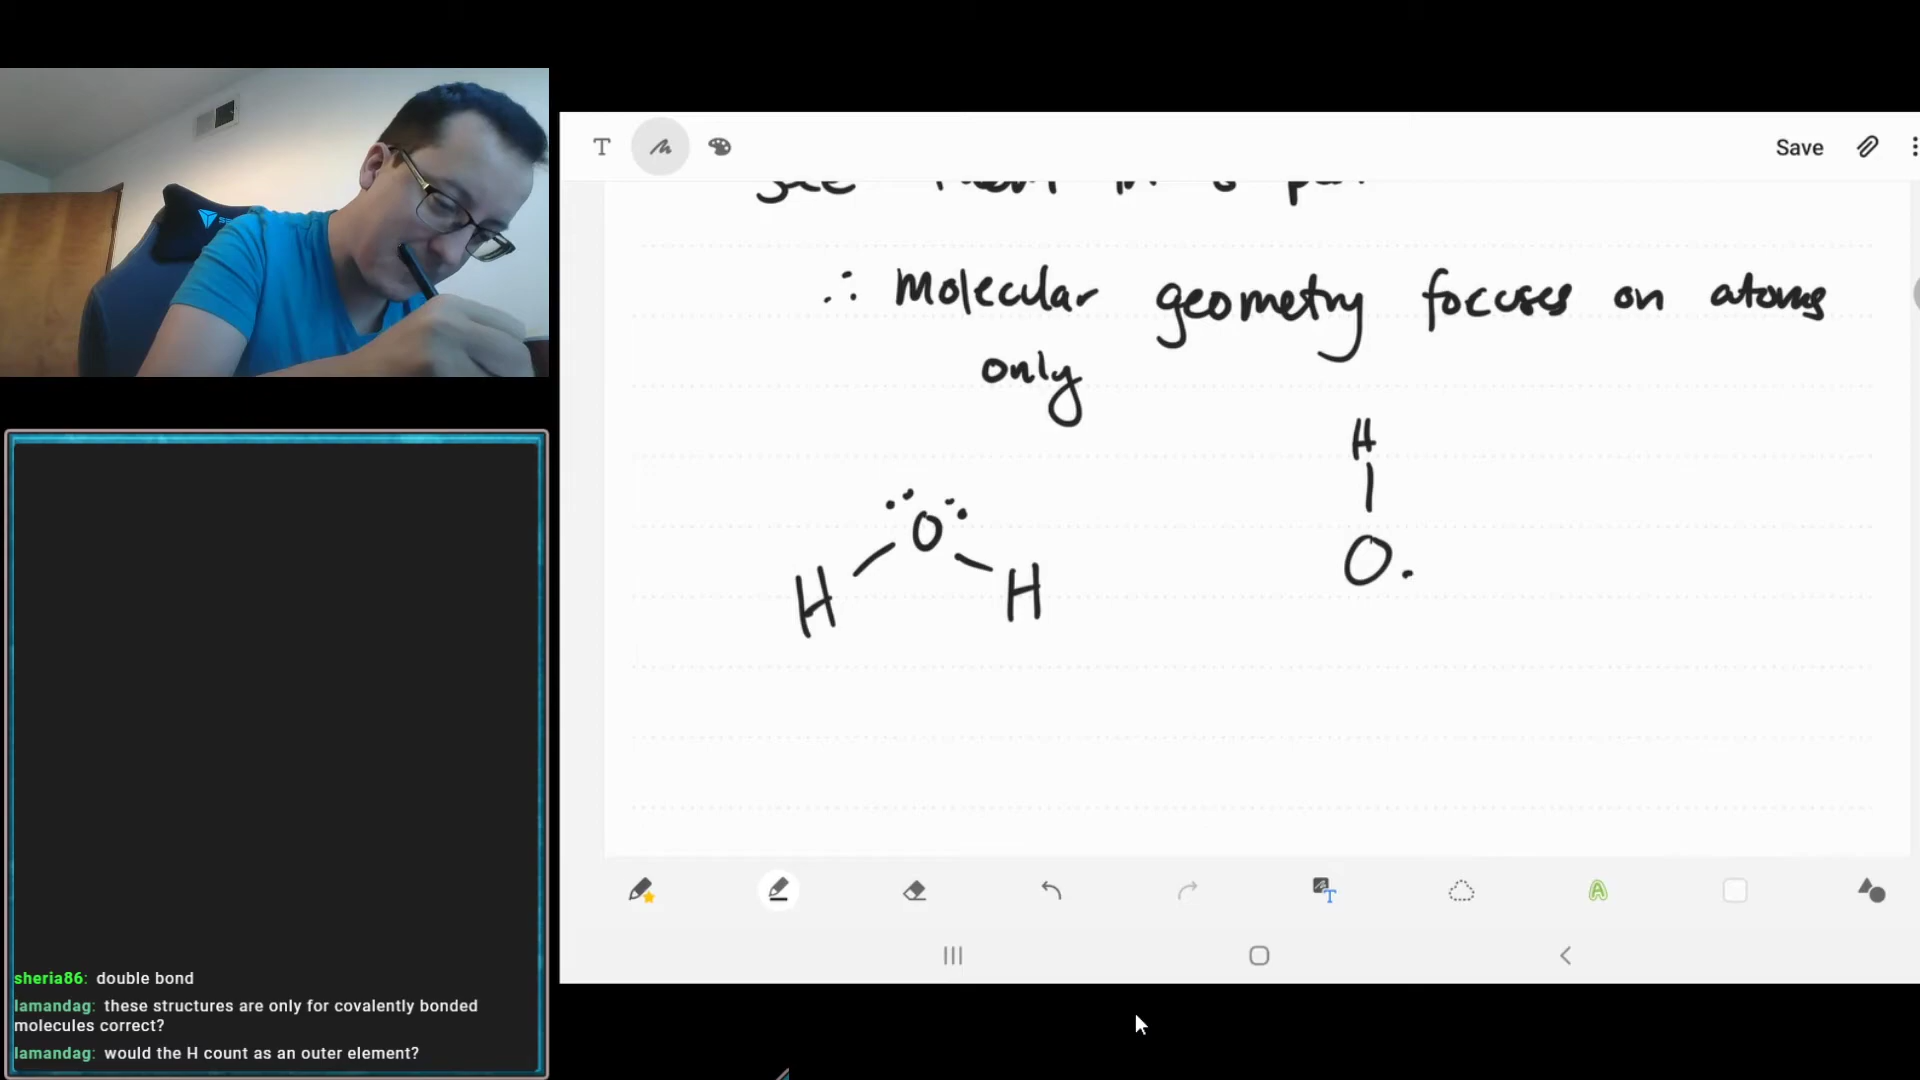 T
Save
∴ Molecular geometry focuses on atoms
only
H
O
H H
O.
sheria86: double bond
lamandag: these structures are only for covalently bonded
molecules correct?
lamandag: would the H count as an outer element?